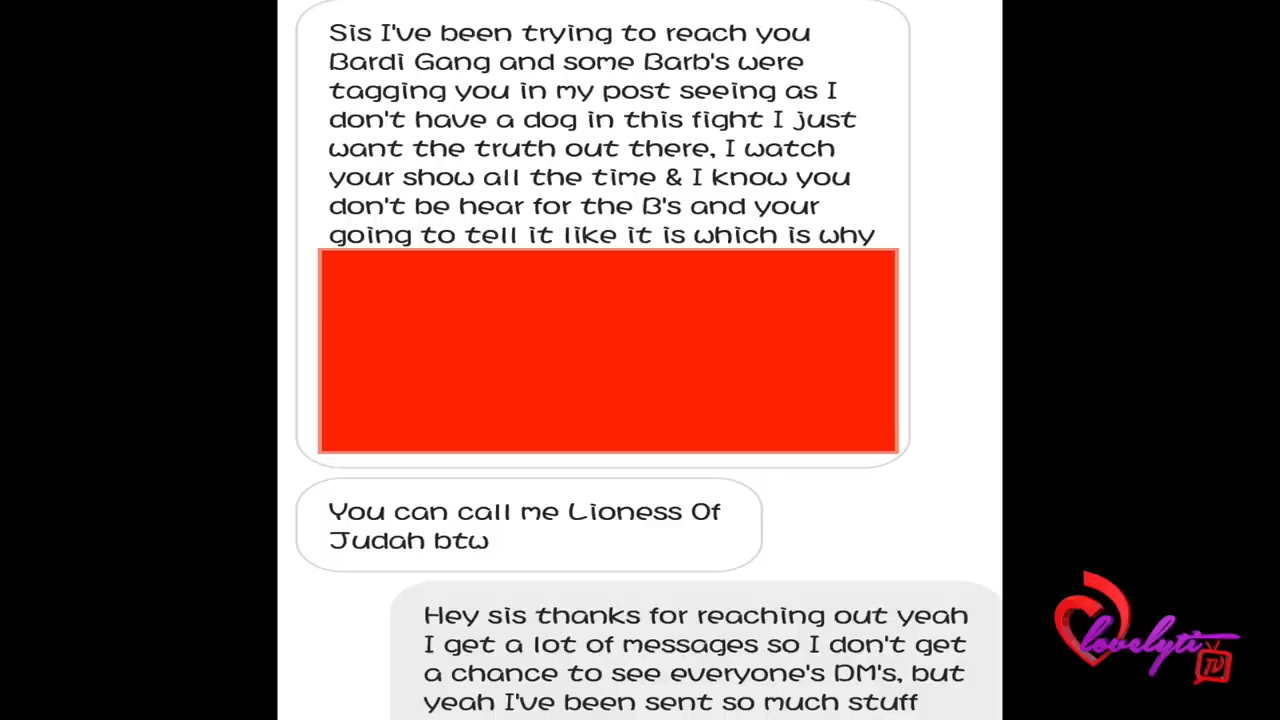 Sis I've been trying to reach you
Bardi Gang and some Barb's were
tagging you in my post seeing as I
don't have a dog in this fight I just
want the truth out there, I watch
your show all the time & I know you
don't be hear for the B's and your
going to tell it like it is which is why
You can call me Lioness Of
Judah btw
Hey sis thanks for reaching out yeah
I get a lot of messages so I don't get
a chance to see everyone's DM's, but
yeah I've been sent so much stuff
lovelyti
TV